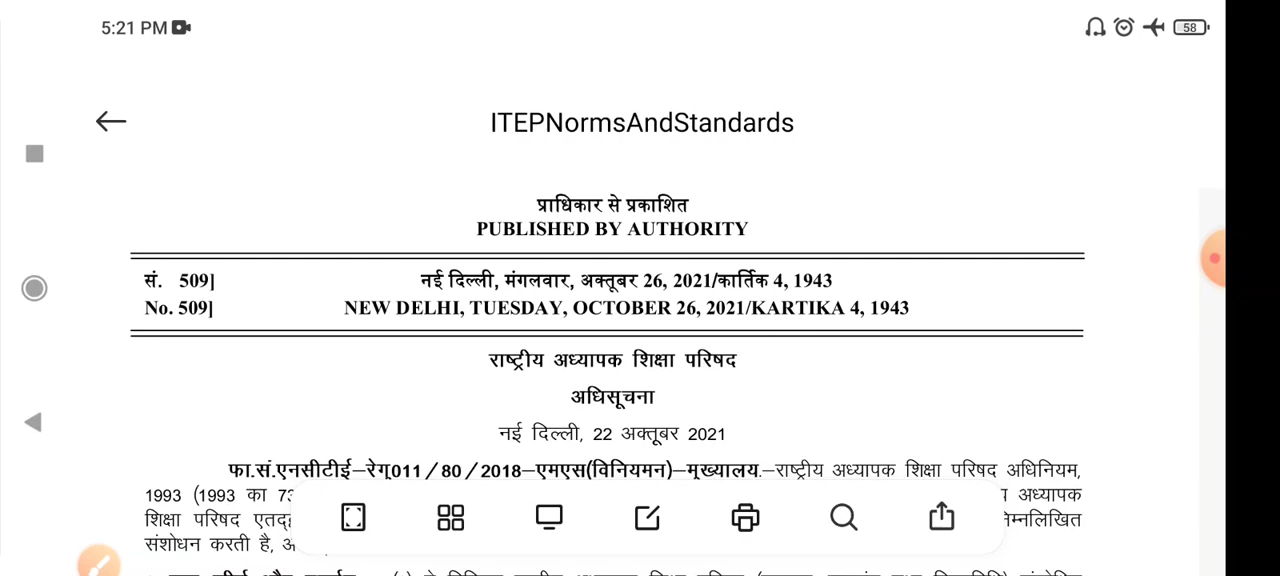 5:21 PM
58
ITEPNormsAndStandards
प्राधिकार से प्रकाशित
PUBLISHED BY AUTHORITY
सं. 509] नई दिल्ली, मंगलवार, अक्तूबर 26, 2021/कार्तिक 4, 1943
No. 509] NEW DELHI, TUESDAY, OCTOBER 26, 2021/KARTIKA 4, 1943
राष्ट्रीय अध्यापक शिक्षा परिषद
अधिसूचना
नई दिल्ली, 22 अक्तूबर 2021
फा.सं.एनसीटीई–रेगु011/80/2018–एमएस(विनियमन)–मुख्यालय.–राष्ट्रीय अध्यापक शिक्षा परिषद अधिनियम,
1993 (1993 का अध्यापक
शिक्षा परिषद
संशोधन करती है,